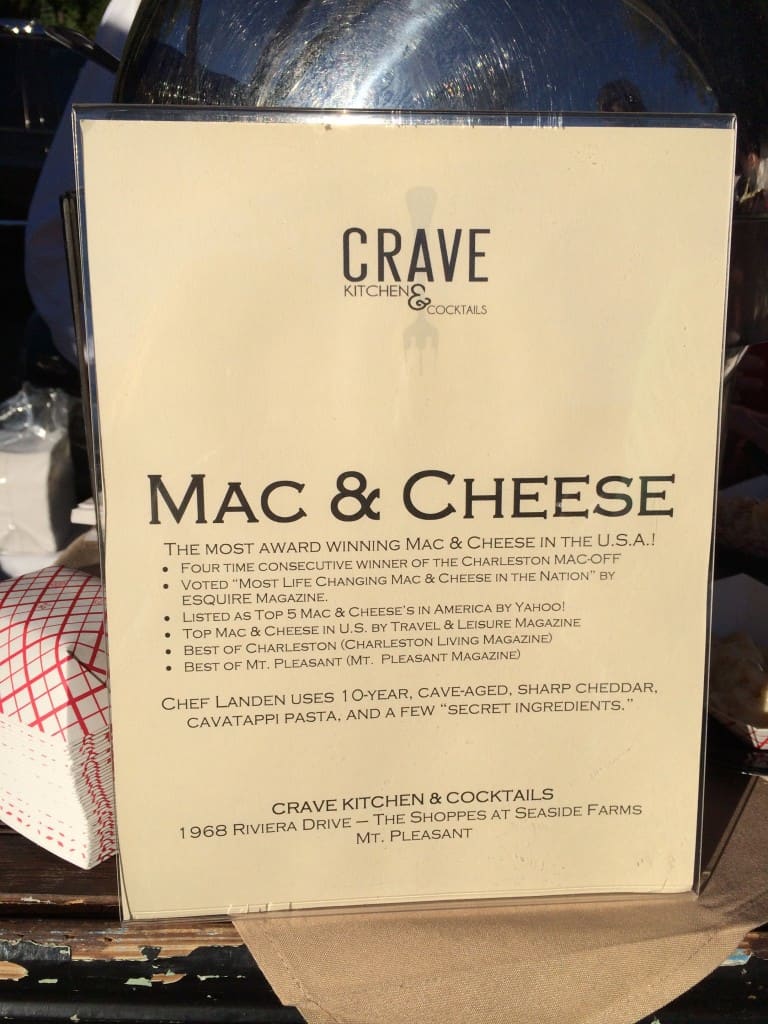 CRAVE
KITCHEN & COCKTAILS
MAC & CHEESE
THE MOST AWARD WINNING MAC & CHEESE IN THE U.S.A.!
• FOUR TIME CONSECUTIVE WINNER OF THE CHARLESTON MAC-OFF
• VOTED “MOST LIFE CHANGING MAC & CHEESE IN THE NATION” BY
ESQUIRE MAGAZINE.
• LISTED AS TOP 5 MAC & CHEESE'S IN AMERICA BY YAHOO!
• TOP MAC & CHEESE IN U.S. BY TRAVEL & LEISURE MAGAZINE
• BEST OF CHARLESTON (CHARLESTON LIVING MAGAZINE)
• BEST OF MT. PLEASANT (MT. PLEASANT MAGAZINE)
CHEF LANDEN USES 10-YEAR, CAVE-AGED, SHARP CHEDDAR,
CAVATAPPI PASTA, AND A FEW “SECRET INGREDIENTS.”
CRAVE KITCHEN & COCKTAILS
1968 RIVIERA DRIVE – THE SHOPPES AT SEASIDE FARMS
MT. PLEASANT